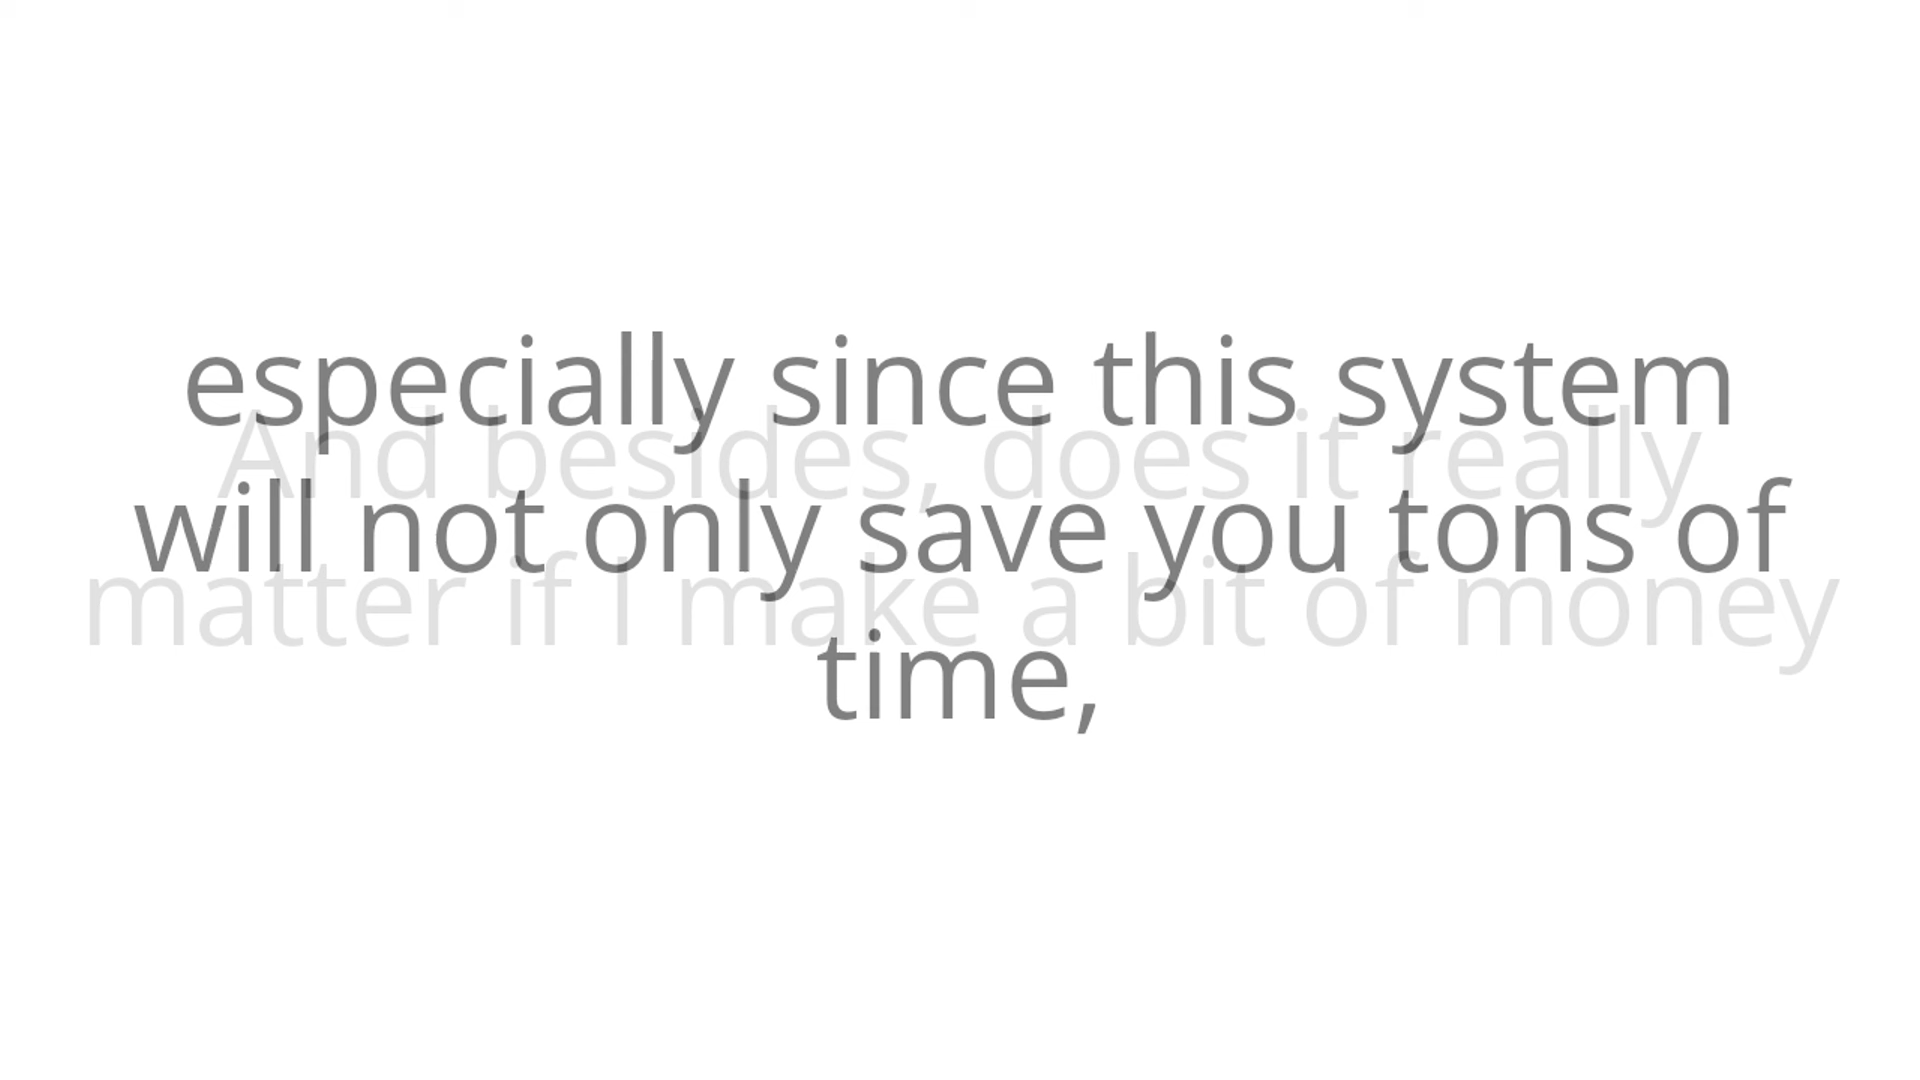 especially since this system
And besides, does it really
will not only save you tons of
matter if I make a bit of money
time,